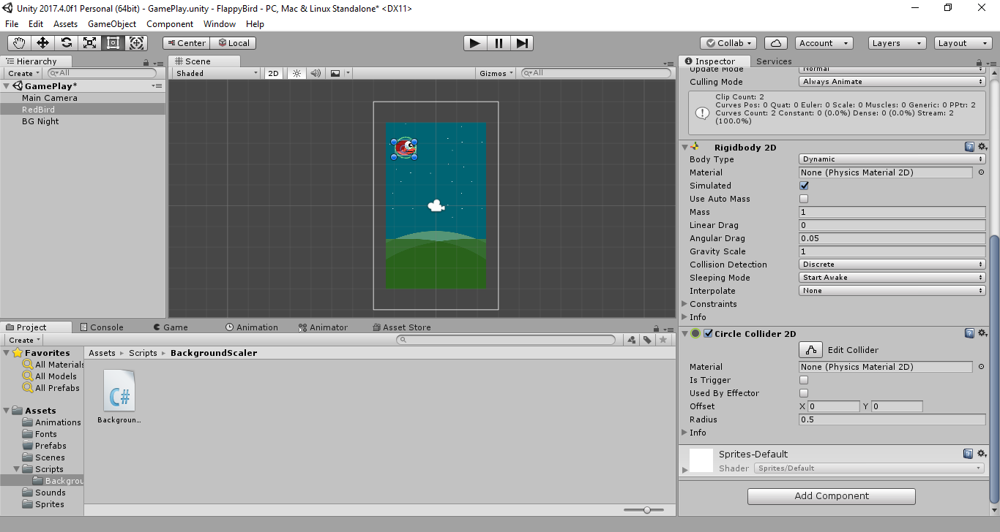 Unity 2017.4.0f1 Personal (64bit) - GamePlay.unity - FlappyBird - PC, Mac & Linux Standalone* <DX11>
File Edit Assets GameObject Component Window Help
Center Local Collab Account Layers Layout
Hierarchy
Create All
GamePlay*
Main Camera
RedBird
BG Night
Scene
Shaded 2D Gizmos All
Inspector Services
Update Mode Normal
Culling Mode Always Animate
Clip Count: 2
Curves Pos: 0 Quat: 0 Euler: 0 Scale: 0 Muscles: 0 Generic: 0 PPtr: 2
Curves Count: 2 Constant: 0 (0.0%) Dense: 0 (0.0%) Stream: 2
(100.0%)
Rigidbody 2D
Body Type Dynamic
Material None (Physics Material 2D)
Simulated
Use Auto Mass
Mass 1
Linear Drag 0
Angular Drag 0.05
Gravity Scale 1
Collision Detection Discrete
Sleeping Mode Start Awake
Interpolate None
Constraints
Info
Circle Collider 2D
Edit Collider
Material None (Physics Material 2D)
Is Trigger
Used By Effector
Offset X 0 Y 0
Radius 0.5
Info
Sprites-Default
Shader Sprites/Default
Add Component
Project Console Game Animation Animator Asset Store
Create
Favorites
All Materials
All Models
All Prefabs
Assets
Animations
Fonts
Prefabs
Scenes
Scripts
Backgrou
Sounds
Sprites
Assets ▸ Scripts ▸ BackgroundScaler
C#
Backgroun...